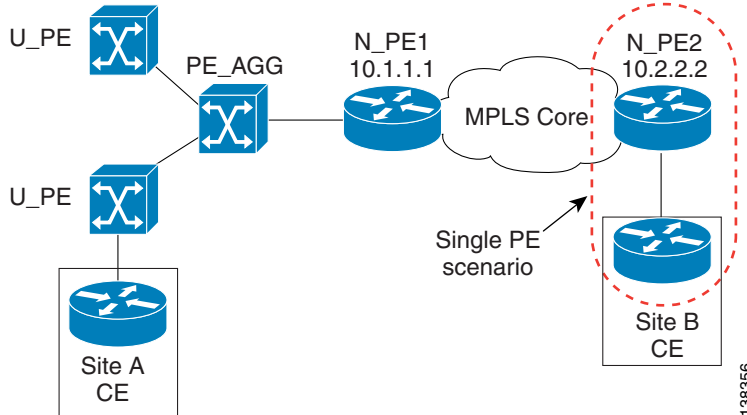 U_PE
PE_AGG
N_PE1
10.1.1.1
MPLS Core
N_PE2
10.2.2.2
U_PE
Single PE
scenario
Site A
CE
Site B
CE
138356